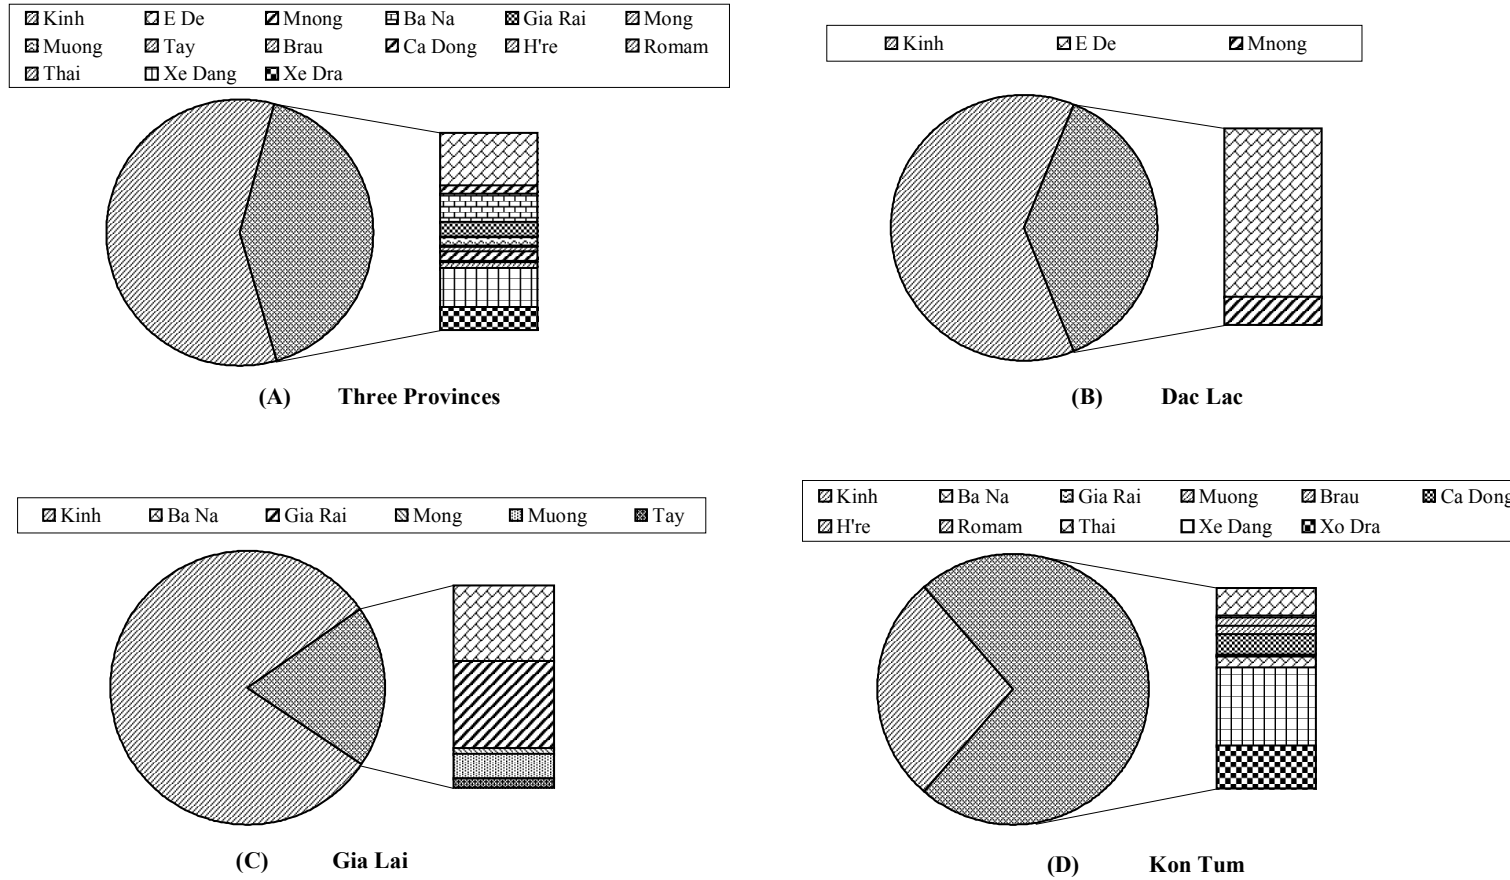 Kinh E De Mnong Ba Na Gia Rai Mong
Muong Tay Brau Ca Dong H're Romam
Thai Xe Dang Xe Dra
(A) Three Provinces
Kinh E De Mnong
(B) Dac Lac
Kinh Ba Na Gia Rai Mong Muong Tay
(C) Gia Lai
Kinh Ba Na Gia Rai Muong Brau Ca Dong
H're Romam Thai Xe Dang Xo Dra
(D) Kon Tum